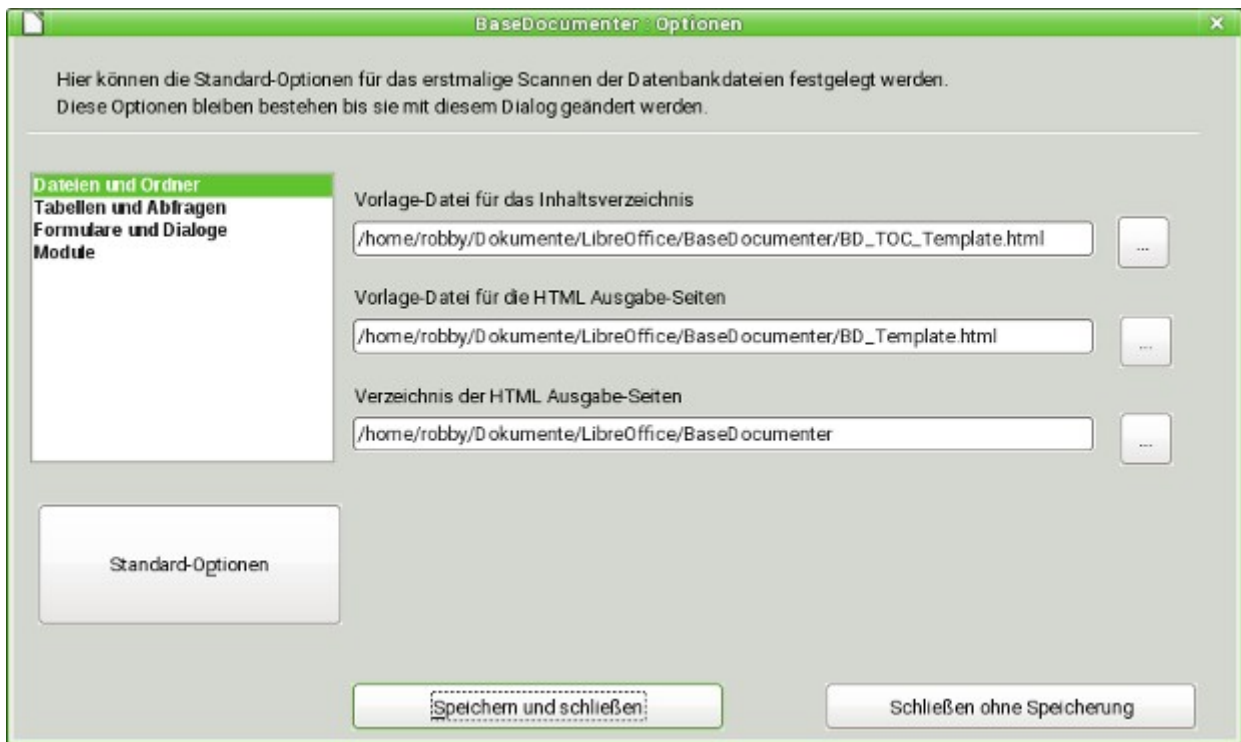 BaseDocumenter : Optionen
Hier können die Standard-Optionen für das erstmalige Scannen der Datenbankdateien festgelegt werden.
Diese Optionen bleiben bestehen bis sie mit diesem Dialog geändert werden.
Dateien und Ordner
Tabellen und Abfragen
Formulare und Dialoge
Module
Vorlage-Datei für das Inhaltsverzeichnis
/home/robby/Dokumente/LibreOffice/BaseDocumenter/BD_TOC_Template.html
...
Vorlage-Datei für die HTML Ausgabe-Seiten
/home/robby/Dokumente/LibreOffice/BaseDocumenter/BD_Template.html
...
Verzeichnis der HTML Ausgabe-Seiten
/home/robby/Dokumente/LibreOffice/BaseDocumenter
...
Standard-Optionen
Speichern und schließen
Schließen ohne Speicherung